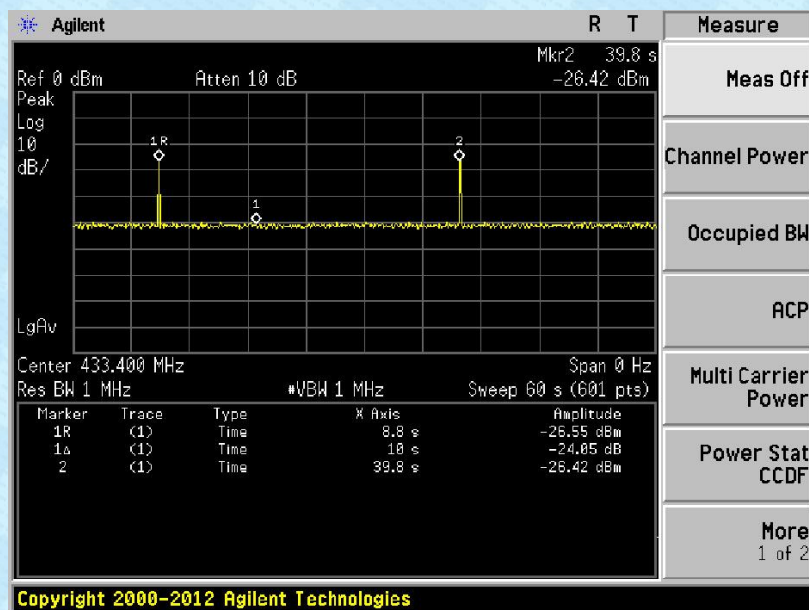 Agilent R T
Mkr2 39.8 s
Ref 0 dBm Atten 10 dB -26.42 dBm
Peak
Log
10
dB/
1R
2
1
LgAv
Center 433.400 MHz Span 0 Hz
Res BW 1 MHz #VBW 1 MHz Sweep 60 s (601 pts)
Marker Trace Type X Axis Amplitude
1R (1) Time 8.8 s -26.55 dBm
1Δ (1) Time 10 s -24.05 dB
2 (1) Time 39.8 s -26.42 dBm
Copyright 2000-2012 Agilent Technologies
Measure
Meas Off
Channel Power
Occupied BW
ACP
Multi Carrier
Power
Power Stat
CCDF
More
1 of 2